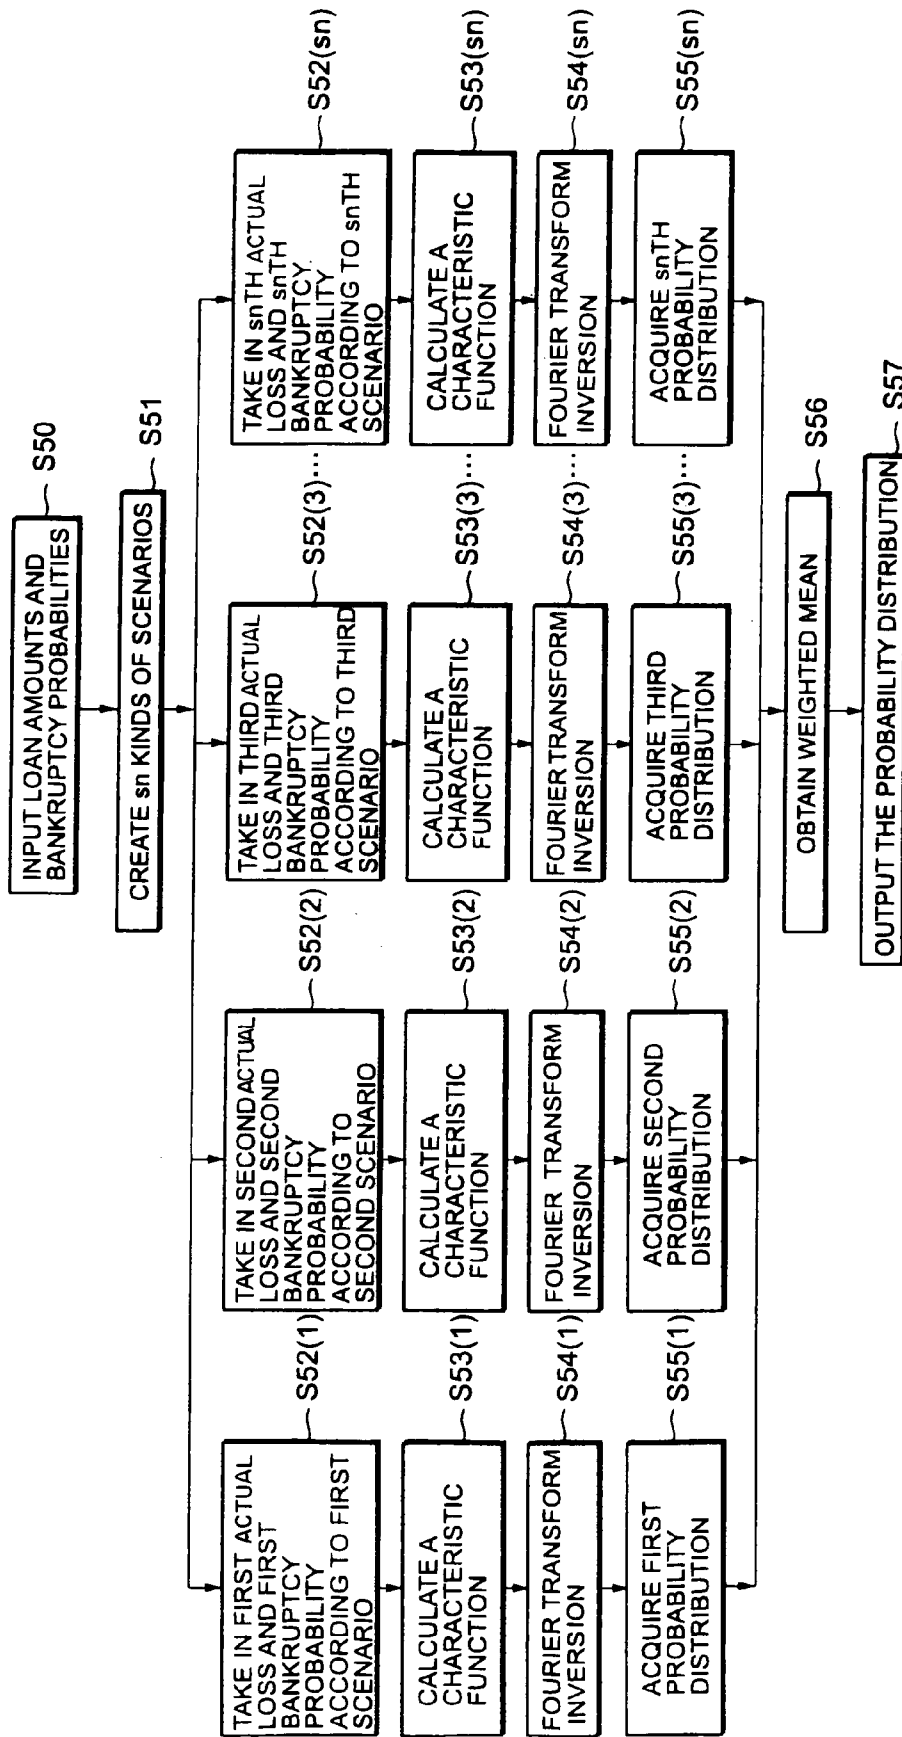 INPUT LOAN AMOUNTS AND
BANKRUPTCY PROBABILITIES
S50
CREATE sn KINDS OF SCENARIOS
S51
TAKE IN FIRST ACTUAL
LOSS AND FIRST
BANKRUPTCY
PROBABILITY
ACCORDING TO FIRST
SCENARIO
S52(1)
TAKE IN SECOND ACTUAL
LOSS AND SECOND
BANKRUPTCY
PROBABILITY
ACCORDING TO
SECOND SCENARIO
S52(2)
TAKE IN THIRD ACTUAL
LOSS AND THIRD
BANKRUPTCY
PROBABILITY
ACCORDING TO THIRD
SCENARIO
S52(3)...
TAKE IN snTH ACTUAL
LOSS AND snTH
BANKRUPTCY
PROBABILITY
ACCORDING TO snTH
SCENARIO
S52(sn)
CALCULATE A
CHARACTERISTIC
FUNCTION
S53(1)
CALCULATE A
CHARACTERISTIC
FUNCTION
S53(2)
CALCULATE A
CHARACTERISTIC
FUNCTION
S53(3)...
CALCULATE A
CHARACTERISTIC
FUNCTION
S53(sn)
FOURIER TRANSFORM
INVERSION
S54(1)
FOURIER TRANSFORM
INVERSION
S54(2)
FOURIER TRANSFORM
INVERSION
S54(3)...
FOURIER TRANSFORM
INVERSION
S54(sn)
ACQUIRE FIRST
PROBABILITY
DISTRIBUTION
S55(1)
ACQUIRE SECOND
PROBABILITY
DISTRIBUTION
S55(2)
ACQUIRE THIRD
PROBABILITY
DISTRIBUTION
S55(3)...
ACQUIRE snTH
PROBABILITY
DISTRIBUTION
S55(sn)
OBTAIN WEIGHTED MEAN
S56
OUTPUT THE PROBABILITY DISTRIBUTION
S57